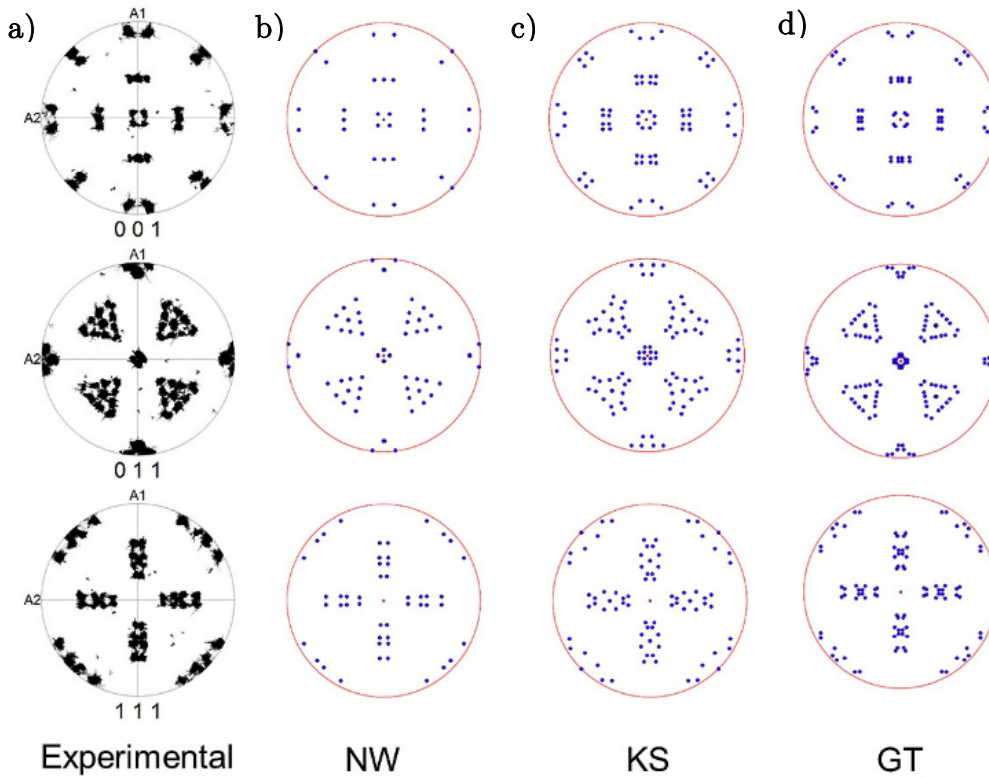 a) b) c) d)
A1
A2
0 0 1
A1
A2
0 1 1
A1
A2
1 1 1
Experimental NW KS GT